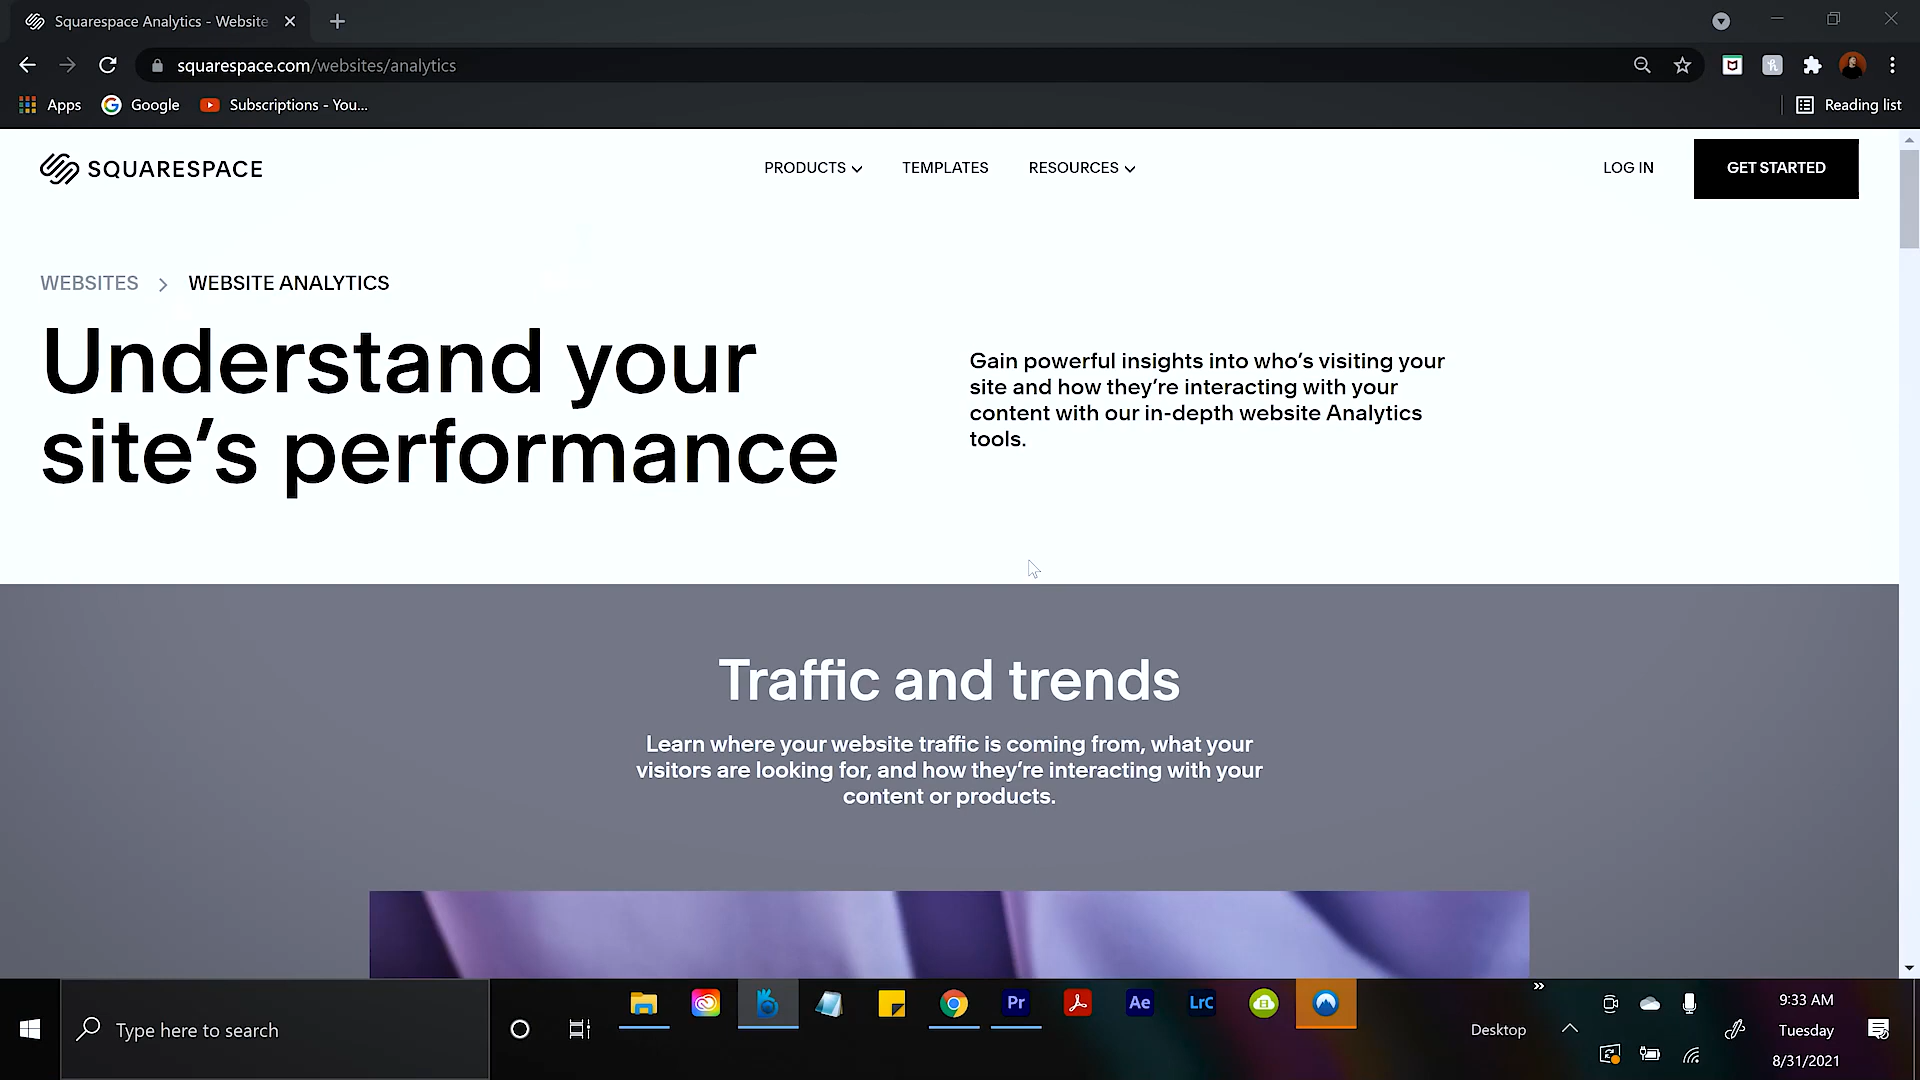 Squarespace Analytics - Website
squarespace.com/websites/analytics
Apps
Google
Subscriptions - You...
Reading list
SQUARESPACE
PRODUCTS
TEMPLATES
RESOURCES
LOG IN
GET STARTED
WEBSITES > WEBSITE ANALYTICS
Understand your
site’s performance
Gain powerful insights into who’s visiting your
site and how they’re interacting with your
content with our in-depth website Analytics
tools.
Traffic and trends
Learn where your website traffic is coming from, what your
visitors are looking for, and how they’re interacting with your
content or products.
Type here to search
Pr
Ae
LrC
Desktop
9:33 AM
Tuesday
8/31/2021